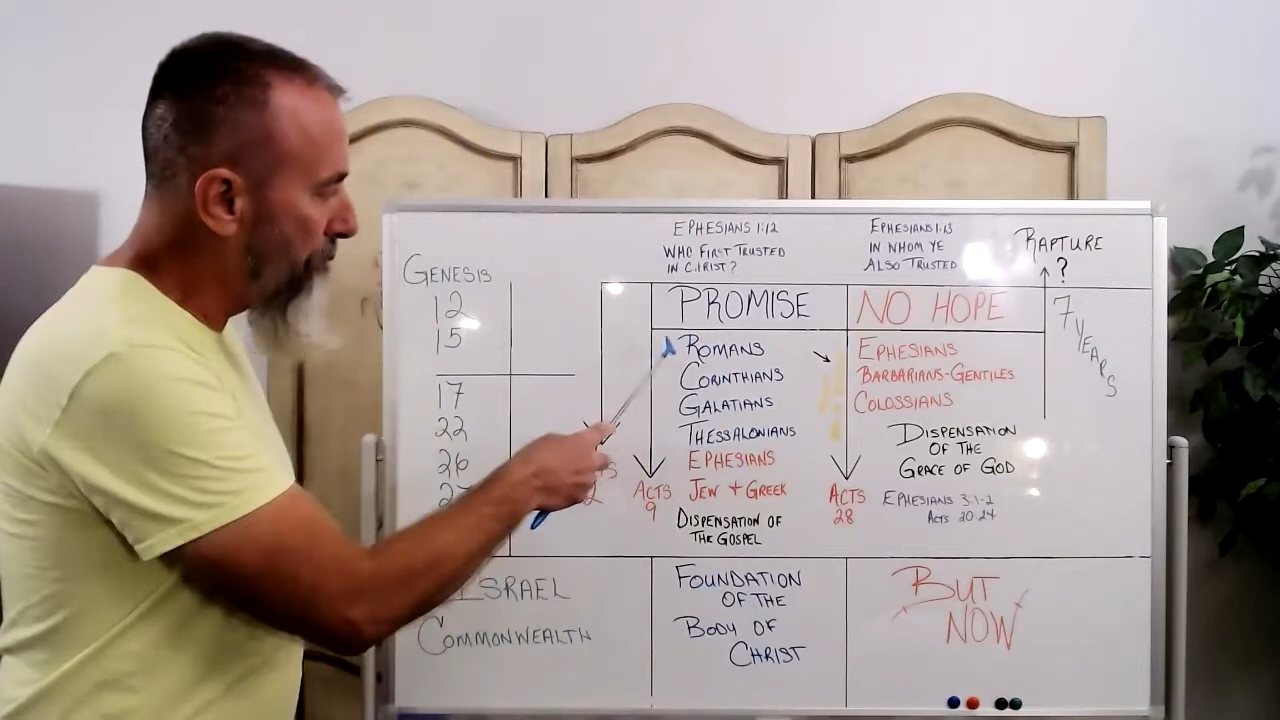 GENESIS
12
15
17
22
26
ISRAEL
COMMONWEALTH
EPHESIANS 1:12
WHO FIRST TRUSTED
IN CHRIST?
PROMISE
ROMANS
CORINTHIANS
GALATIANS
THESSALONIANS
EPHESIANS
JEW + GREEK
DISPENSATION OF
THE GOSPEL
ACTS
9
FOUNDATION
OF THE
BODY OF
CHRIST
EPHESIANS 1:13
IN WHOM YE
ALSO TRUSTED
NO HOPE
EPHESIANS
BARBARIANS-GENTILES
COLOSSIANS
DISPENSATION
OF THE
GRACE OF GOD
EPHESIANS 3:1-2
ACTS 20:24
ACTS
28
BUT
NOW
RAPTURE
?
7 YEARS